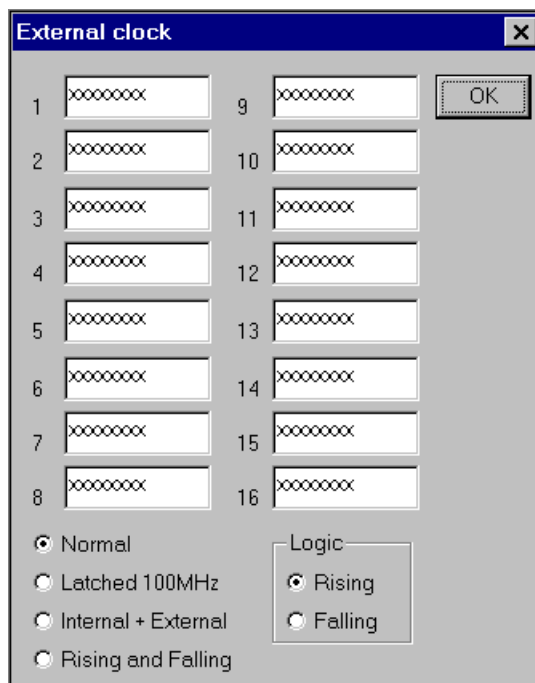 External clock
1 xxxxxxxx 9 xxxxxxxx OK
2 xxxxxxxx 10 xxxxxxxx
3 xxxxxxxx 11 xxxxxxxx
4 xxxxxxxx 12 xxxxxxxx
5 xxxxxxxx 13 xxxxxxxx
6 xxxxxxxx 14 xxxxxxxx
7 xxxxxxxx 15 xxxxxxxx
8 xxxxxxxx 16 xxxxxxxx
Normal
Latched 100MHz
Internal + External
Rising and Falling
Logic
Rising
Falling